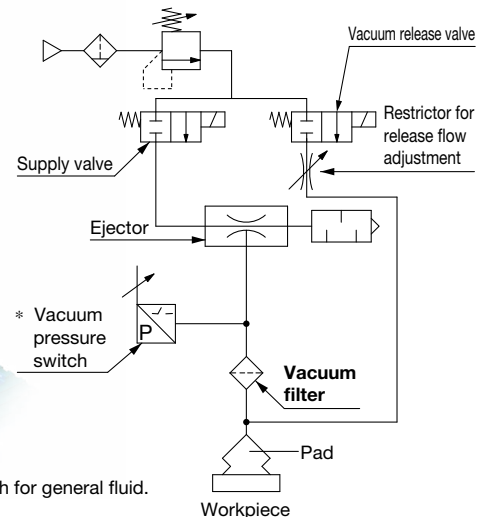 Vacuum release valve
Restrictor for
release flow
adjustment
Supply valve
Ejector
* Vacuum
pressure
switch
P
Vacuum
filter
Pad
h for general fluid.
Workpiece